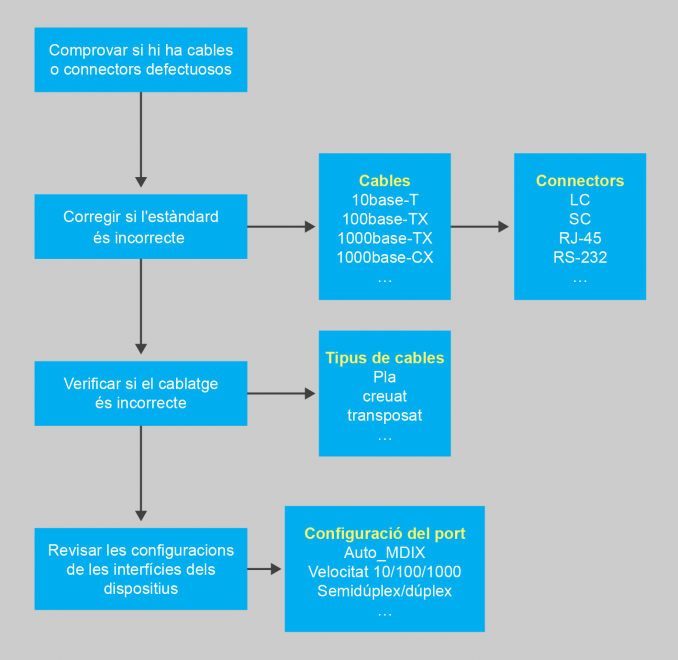 Comprovar si hi ha cables
o connectors defectuosos
Corregir si l'estàndard
és incorrecte
Cables
10base-T
100base-TX
1000base-TX
1000base-CX
...
Connectors
LC
SC
RJ-45
RS-232
...
Verificar si el cablatge
és incorrecte
Tipus de cables
Pla
creuat
transposat
...
Revisar les configuracions
de les interfícies dels
dispositius
Configuració del port
Auto_MDIX
Velocitat 10/100/1000
Semidúplex/dúplex
...